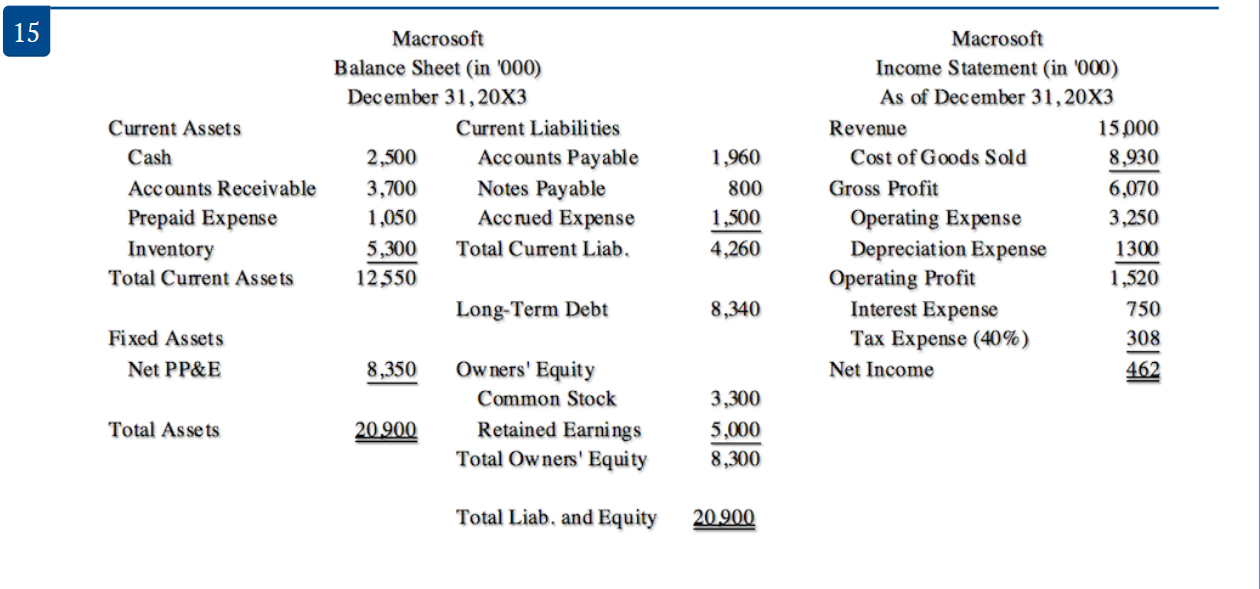 15
Macrosoft Macrosoft
Balance Sheet (in '000) Income Statement (in '000)
December 31, 20X3 As of December 31, 20X3
Current Assets Current Liabilities Revenue 15,000
Cash 2,500 Accounts Payable 1,960 Cost of Goods Sold 8,930
Accounts Receivable 3,700 Notes Payable 800 Gross Profit 6,070
Prepaid Expense 1,050 Accrued Expense 1,500 Operating Expense 3,250
Inventory 5,300 Total Current Liab. 4,260 Depreciation Expense 1300
Total Current Assets 12,550 Operating Profit 1,520
Long-Term Debt 8,340 Interest Expense 750
Fixed Assets Tax Expense (40%) 308
Net PP&E 8,350 Owners' Equity Net Income 462
Common Stock 3,300
Total Assets 20,900 Retained Earnings 5,000
Total Owners' Equity 8,300
Total Liab. and Equity 20,900